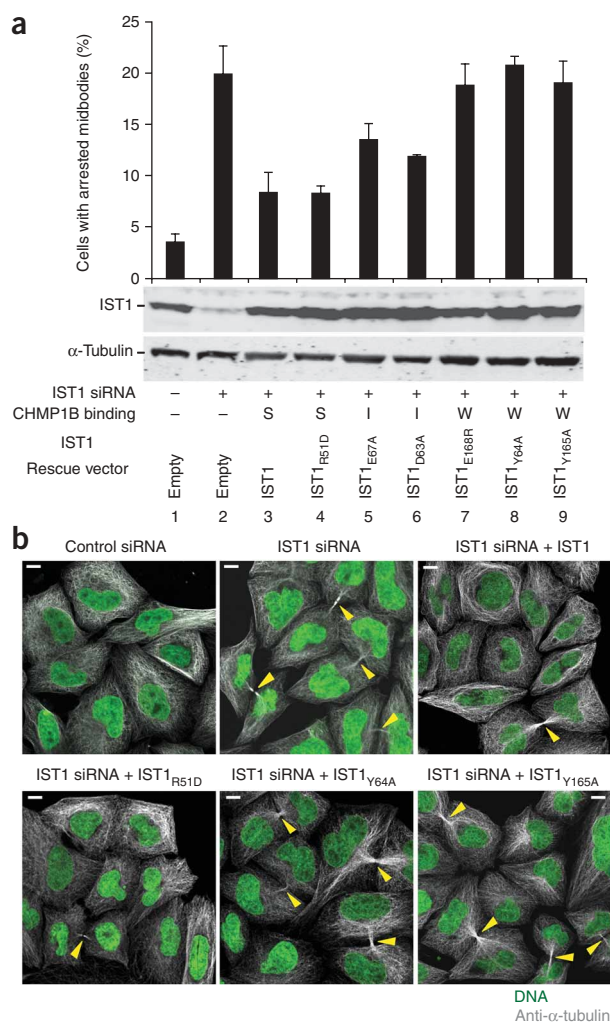 a
Cells with arrested midbodies (%)
25
20
15
10
5
0
IST1
α-Tubulin
IST1 siRNA – + + + + + + + +
CHMP1B binding – – S S I I W W W
IST1
Rescue vector
Empty
Empty
IST1
IST1R51D
IST1E67A
IST1D63A
IST1E168R
IST1Y64A
IST1Y165A
1 2 3 4 5 6 7 8 9
b
Control siRNA
IST1 siRNA
IST1 siRNA + IST1
IST1 siRNA + IST1R51D
IST1 siRNA + IST1Y64A
IST1 siRNA + IST1Y165A
DNA
Anti-α-tubulin